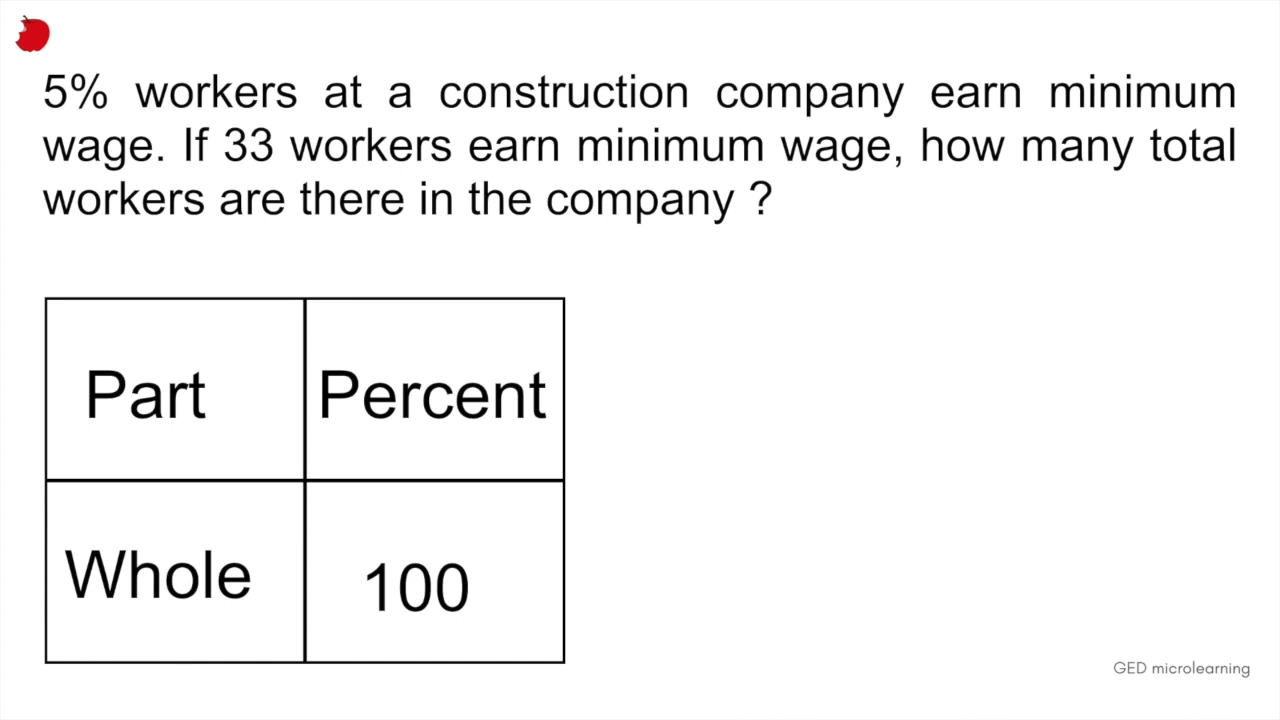 5% workers at a construction company earn minimum
wage. If 33 workers earn minimum wage, how many total
workers are there in the company ?
Part
Percent
Whole
100
GED microlearning